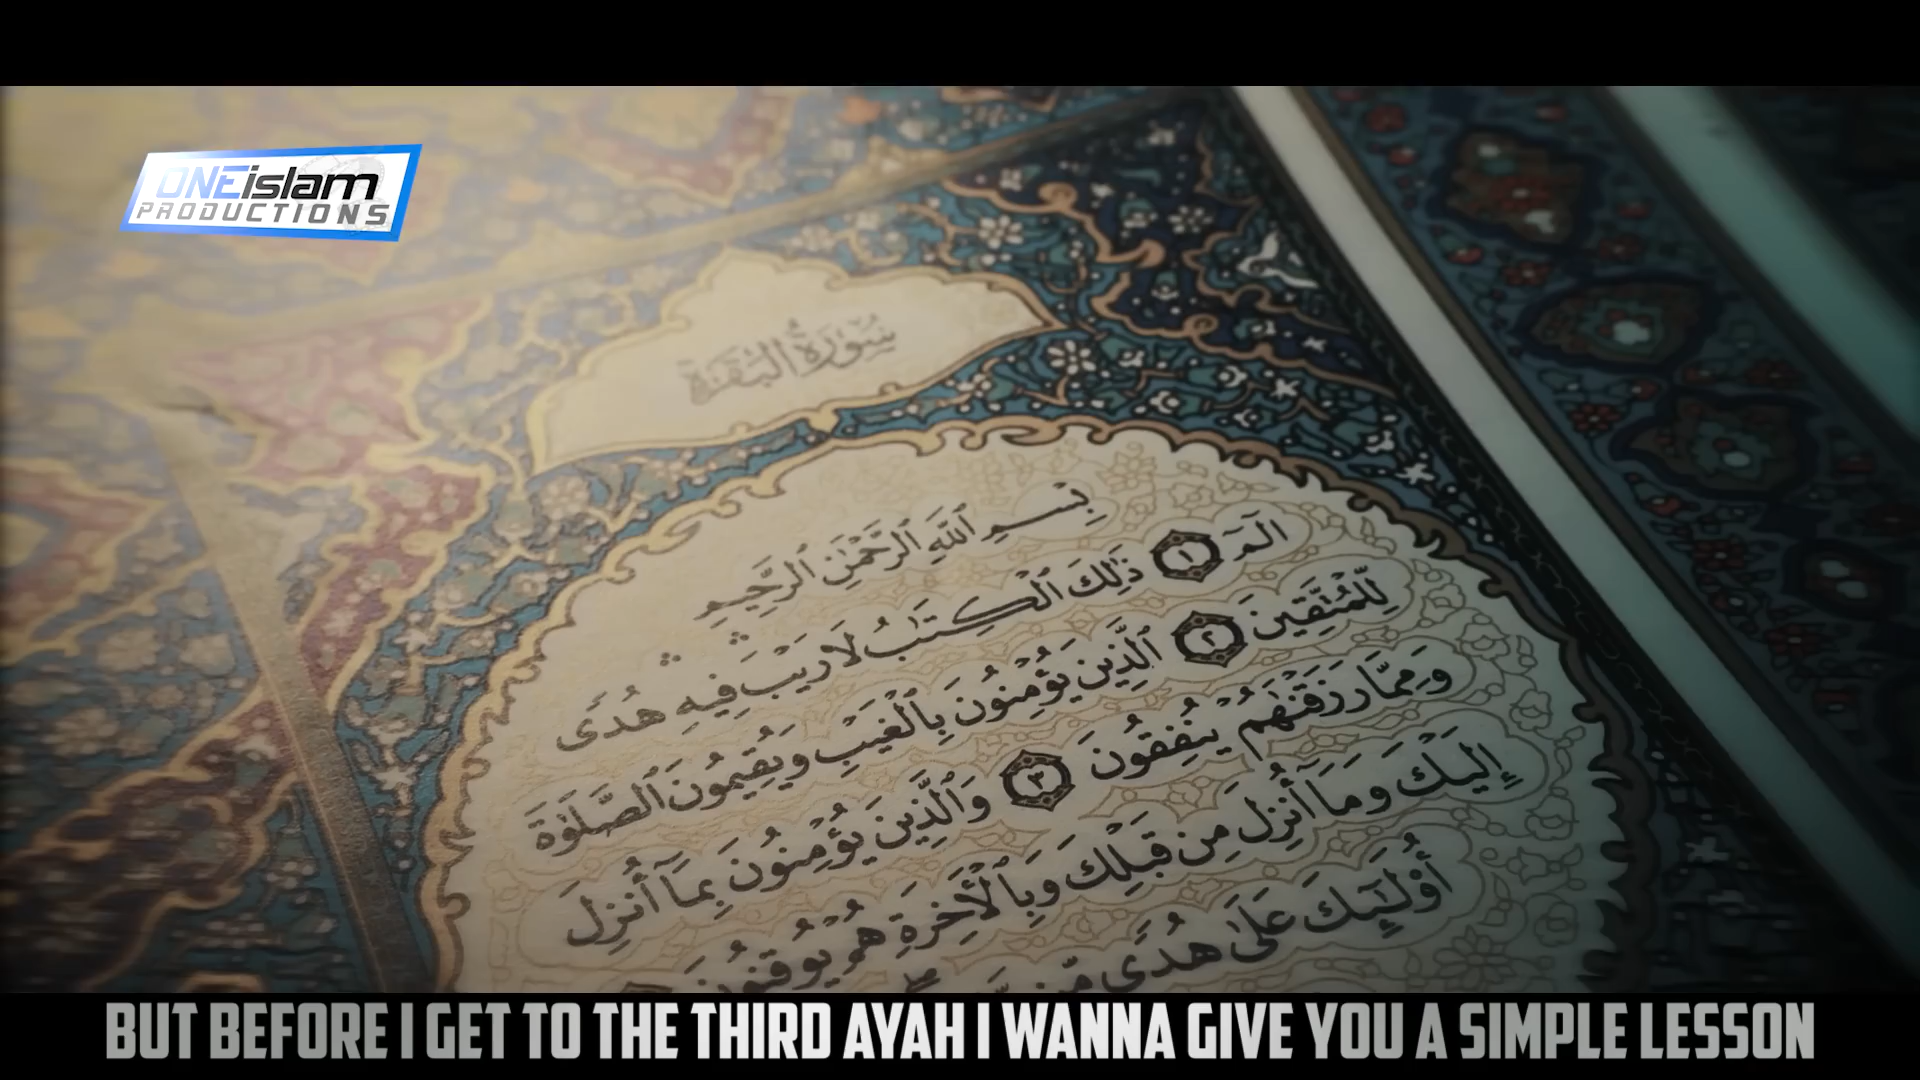 ONEislam
PRODUCTIONS
سُورَةُ الْبَقَرَةِ
بِسْمِ ٱللَّهِ ٱلرَّحْمَٰنِ ٱلرَّحِيمِ
الٓمٓ ١ ذَٰلِكَ ٱلْكِتَٰبُ لَا رَيْبَ ۛ فِيهِ ۛ هُدًى
لِّلْمُتَّقِينَ ٢ ٱلَّذِينَ يُؤْمِنُونَ بِٱلْغَيْبِ وَيُقِيمُونَ ٱلصَّلَوٰةَ
وَمِمَّا رَزَقْنَٰهُمْ يُنفِقُونَ ٣ وَٱلَّذِينَ يُؤْمِنُونَ بِمَآ أُنزِلَ
إِلَيْكَ وَمَآ أُنزِلَ مِن قَبْلِكَ وَبِٱلْأَخِرَةِ هُمْ يُوقِنُونَ
أُوْلَٰٓئِكَ عَلَىٰ هُدًى مِّن
BUT BEFORE I GET TO THE THIRD AYAH I WANNA GIVE YOU A SIMPLE LESSON